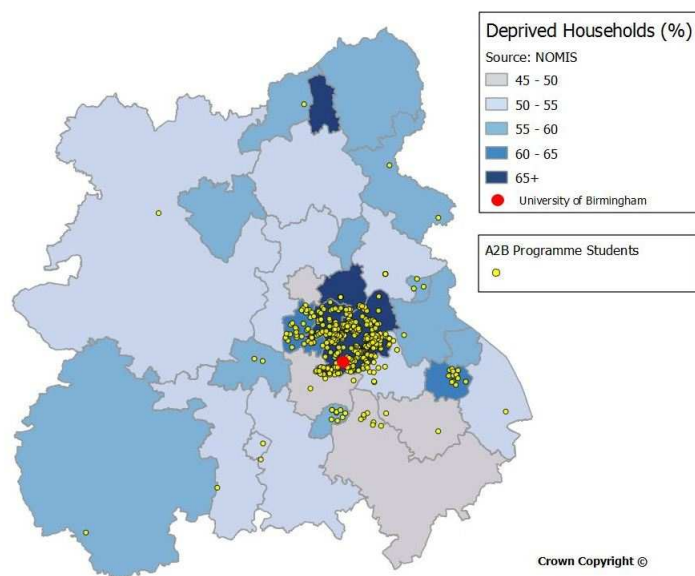 Deprived Households (%)
Source: NOMIS
45 - 50
50 - 55
55 - 60
60 - 65
65+
University of Birmingham
A2B Programme Students
Crown Copyright ©